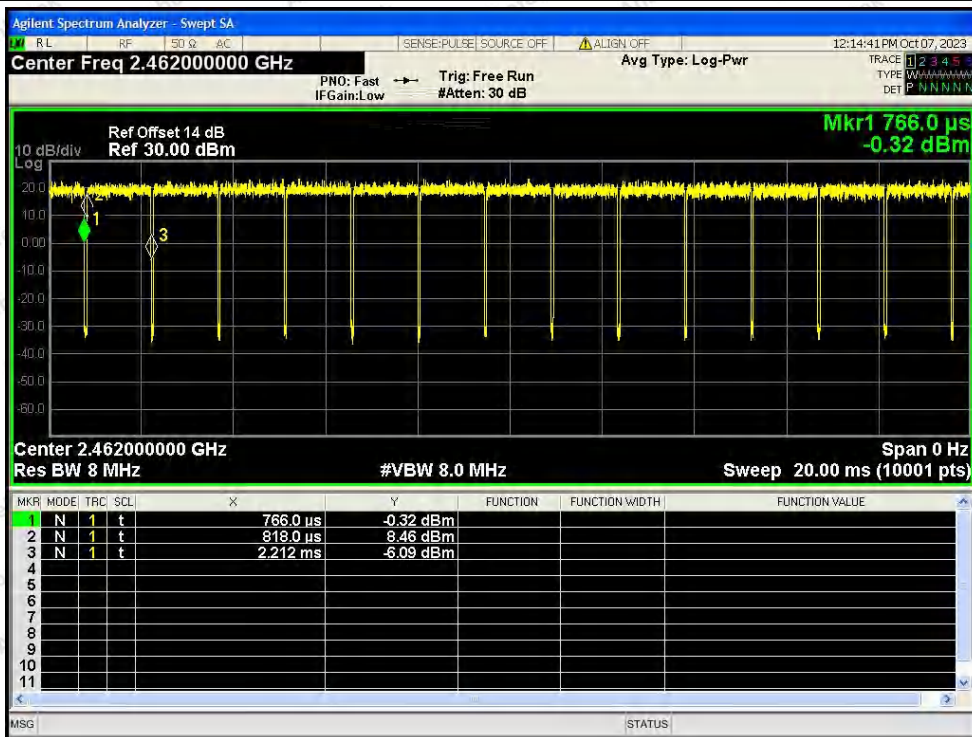 Agilent Spectrum Analyzer - Swept SA
RL RF 50 Ω AC SENSE:PULSE SOURCE OFF ALIGN OFF 12:14:41 PM Oct 07, 2023
Center Freq 2.462000000 GHz
PNO: Fast
IFGain:Low
Trig: Free Run
#Atten: 30 dB
Avg Type: Log-Pwr
TRACE 1 2 3 4 5 6
TYPE W
DET P N N N N N
Mkr1 766.0 µs
-0.32 dBm
Ref Offset 14 dB
10 dB/div Ref 30.00 dBm
Log
20.0
10.0
0.00
-10.0
-20.0
-30.0
-40.0
-50.0
-60.0
2
1
3
Center 2.462000000 GHz Span 0 Hz
Res BW 8 MHz #VBW 8.0 MHz Sweep 20.00 ms (10001 pts)
MKR MODE TRC SCL X Y FUNCTION FUNCTION WIDTH FUNCTION VALUE
1 N 1 t 766.0 µs -0.32 dBm
2 N 1 t 818.0 µs 8.46 dBm
3 N 1 t 2.212 ms -6.09 dBm
4
5
6
7
8
9
10
11
MSG STATUS